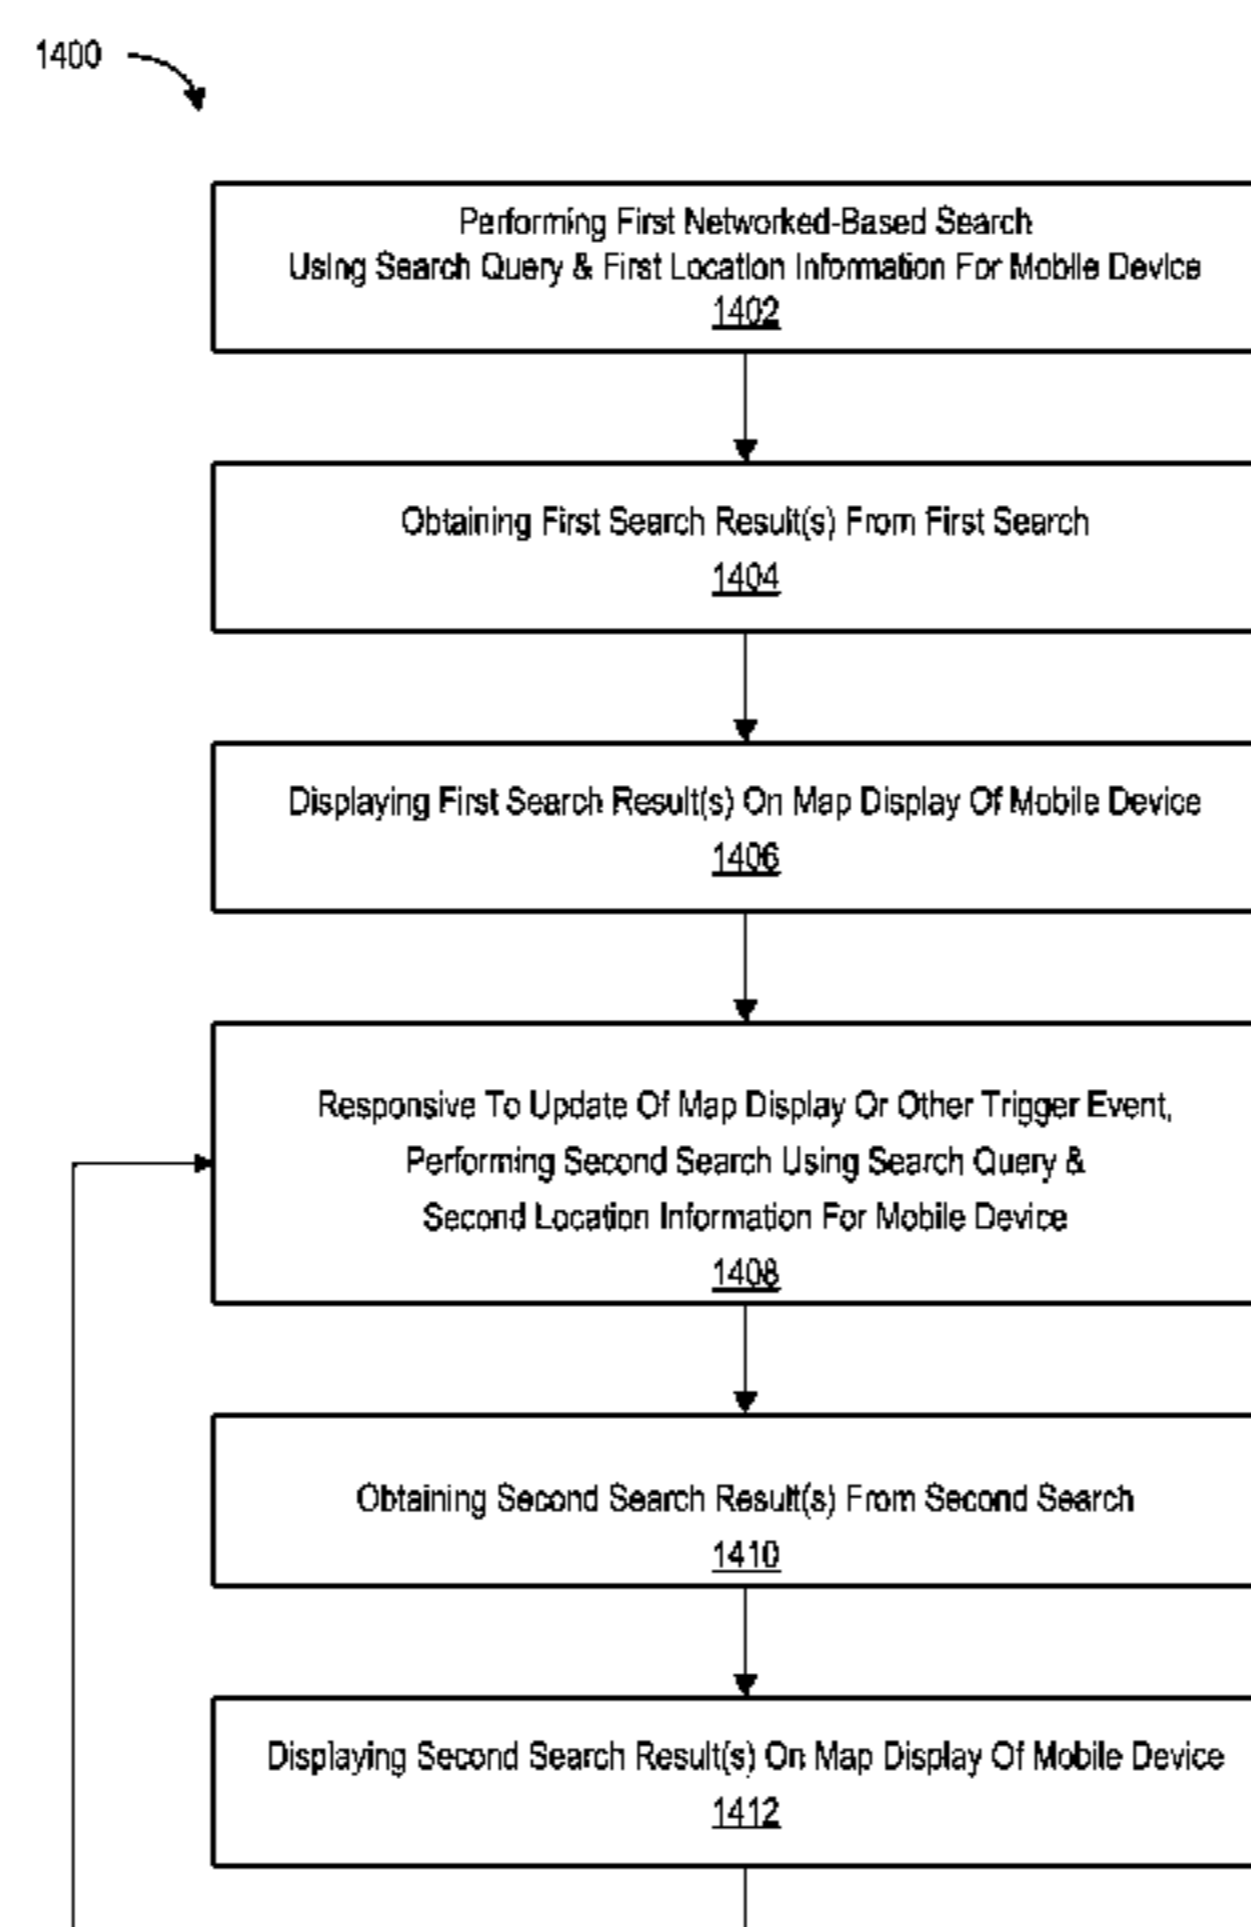 1400
Performing First Networked-Based Search
Using Search Query & First Location Information For Mobile Device
1402
Obtaining First Search Result(s) From First Search
1404
Displaying First Search Result(s) On Map Display Of Mobile Device
1406
Responsive To Update Of Map Display Or Other Trigger Event,
Performing Second Search Using Search Query &
Second Location Information For Mobile Device
1408
Obtaining Second Search Result(s) From Second Search
1410
Displaying Second Search Result(s) On Map Display Of Mobile Device
1412